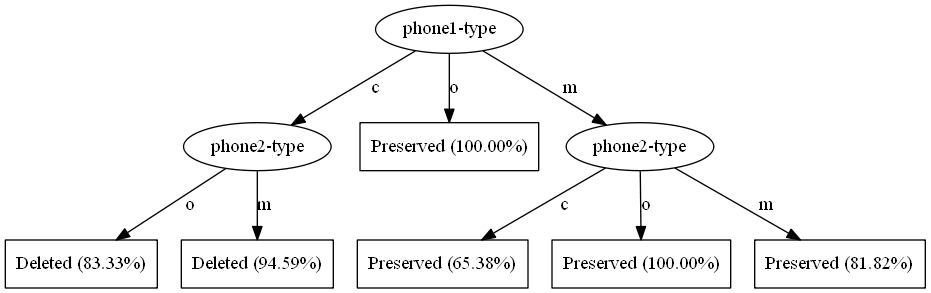 phone1-type
c
o
m
phone2-type
Preserved (100.00%)
phone2-type
o
m
c
o
m
Deleted (83.33%)
Deleted (94.59%)
Preserved (65.38%)
Preserved (100.00%)
Preserved (81.82%)